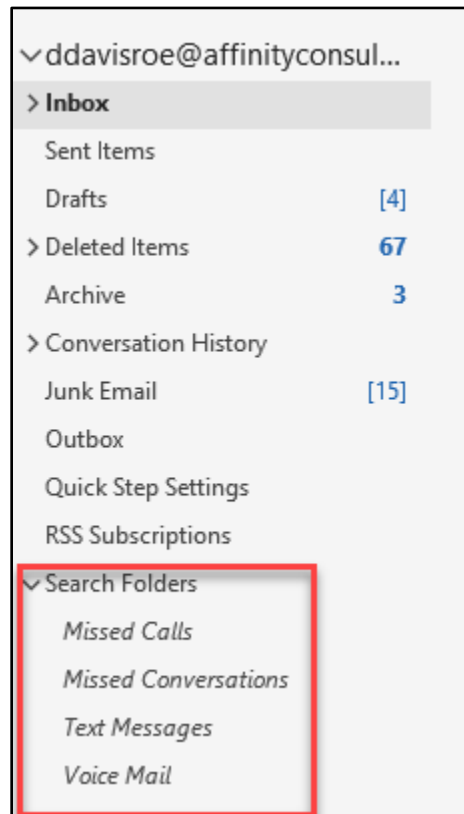 ddavisroe@affinityconsul...
Inbox
Sent Items
Drafts [4]
Deleted Items 67
Archive 3
Conversation History
Junk Email [15]
Outbox
Quick Step Settings
RSS Subscriptions
Search Folders
Missed Calls
Missed Conversations
Text Messages
Voice Mail